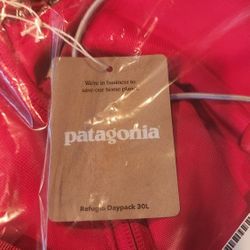 We're in business to
save our home planet.
patagonia
Refugio Daypack 30L